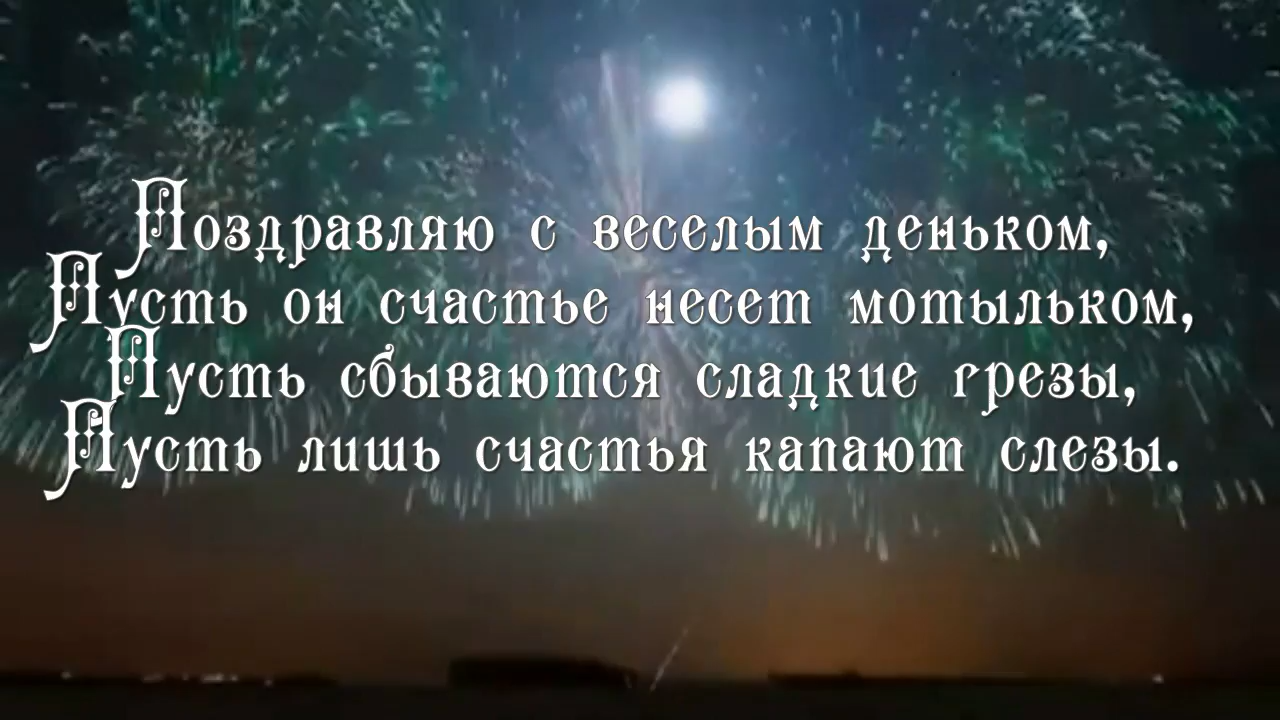 Поздравляю с веселым деньком,
Пусть он счастье несет мотыльком,
Пусть сбываются сладкие грезы,
Пусть лишь счастья капают слезы.